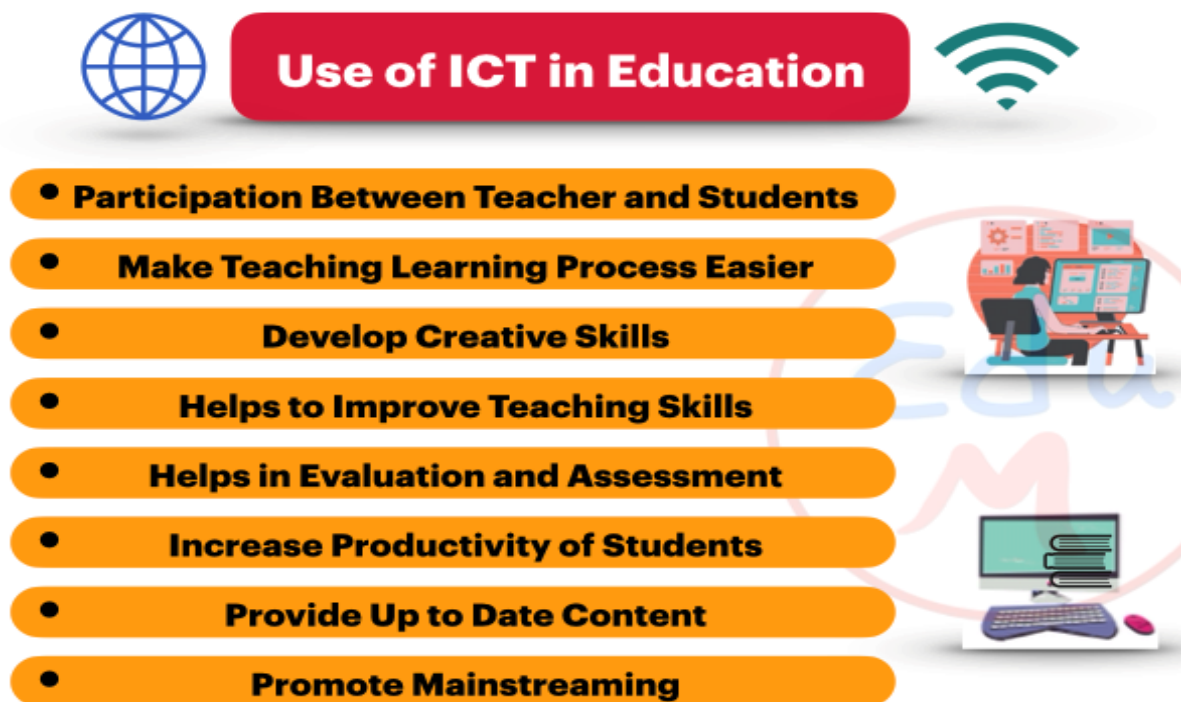 Use of ICT in Education
• Participation Between Teacher and Students
• Make Teaching Learning Process Easier
• Develop Creative Skills
• Helps to Improve Teaching Skills
• Helps in Evaluation and Assessment
• Increase Productivity of Students
• Provide Up to Date Content
• Promote Mainstreaming
Edu
M